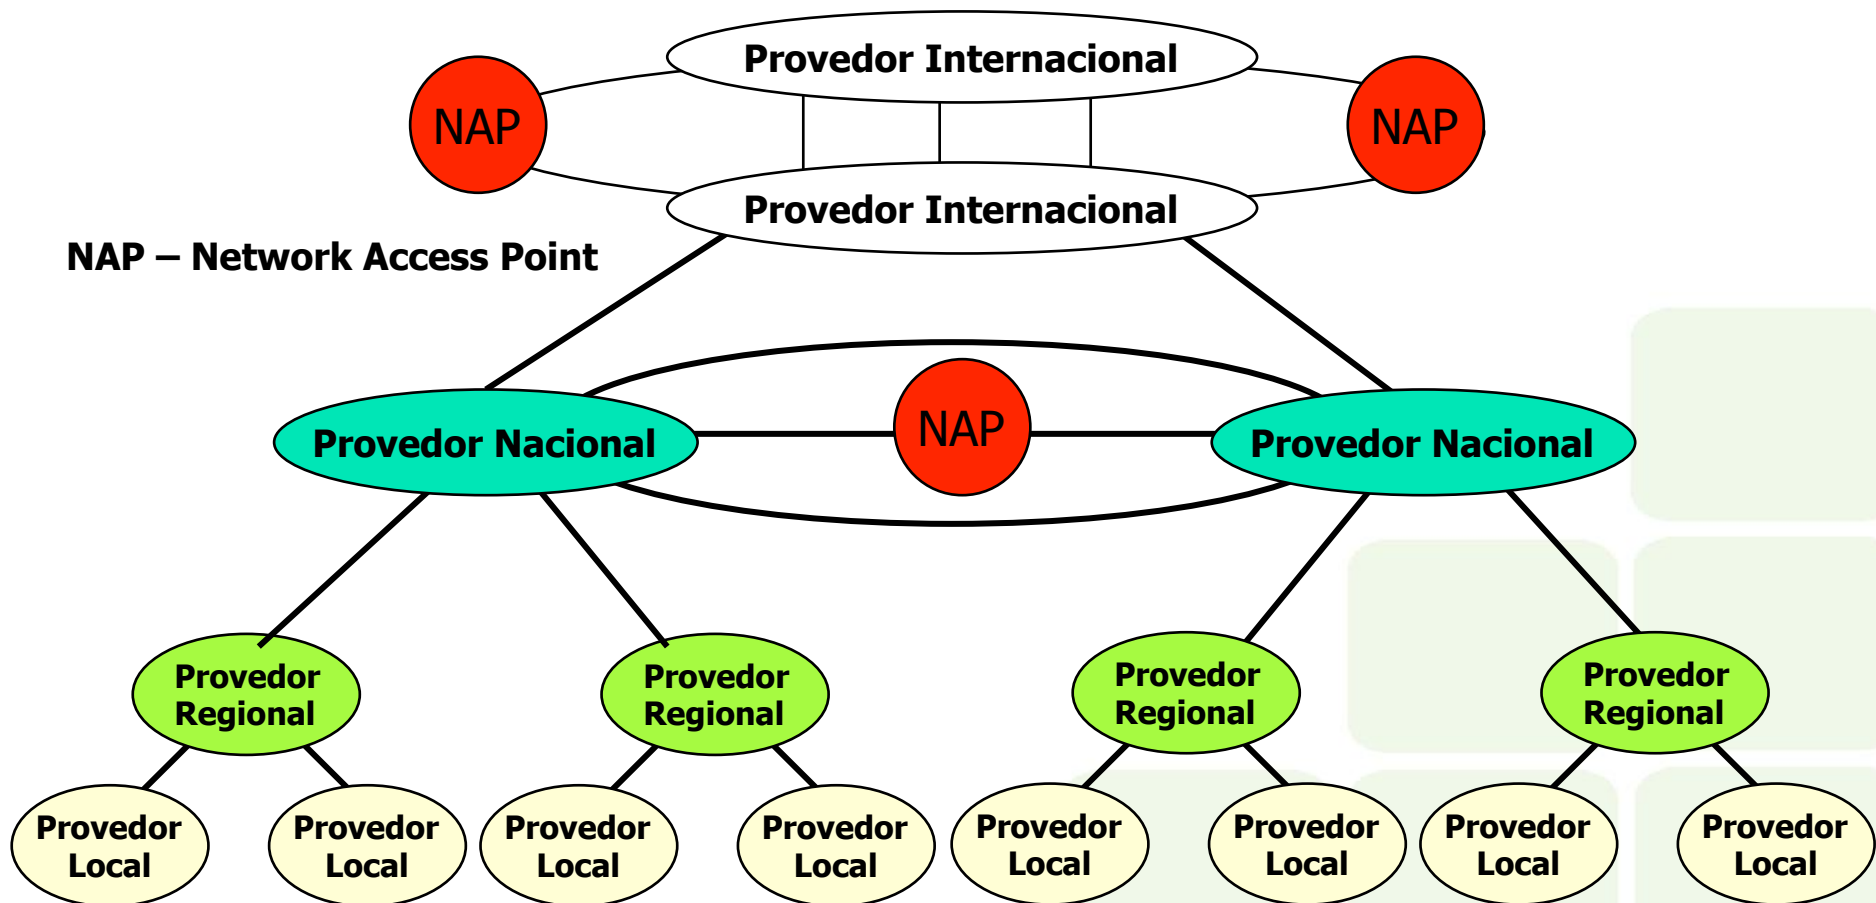 Provedor Internacional
NAP
NAP
Provedor Internacional
NAP – Network Access Point
Provedor Nacional
NAP
Provedor Nacional
Provedor
Regional
Provedor
Regional
Provedor
Regional
Provedor
Regional
Provedor
Local
Provedor
Local
Provedor
Local
Provedor
Local
Provedor
Local
Provedor
Local
Provedor
Local
Provedor
Local